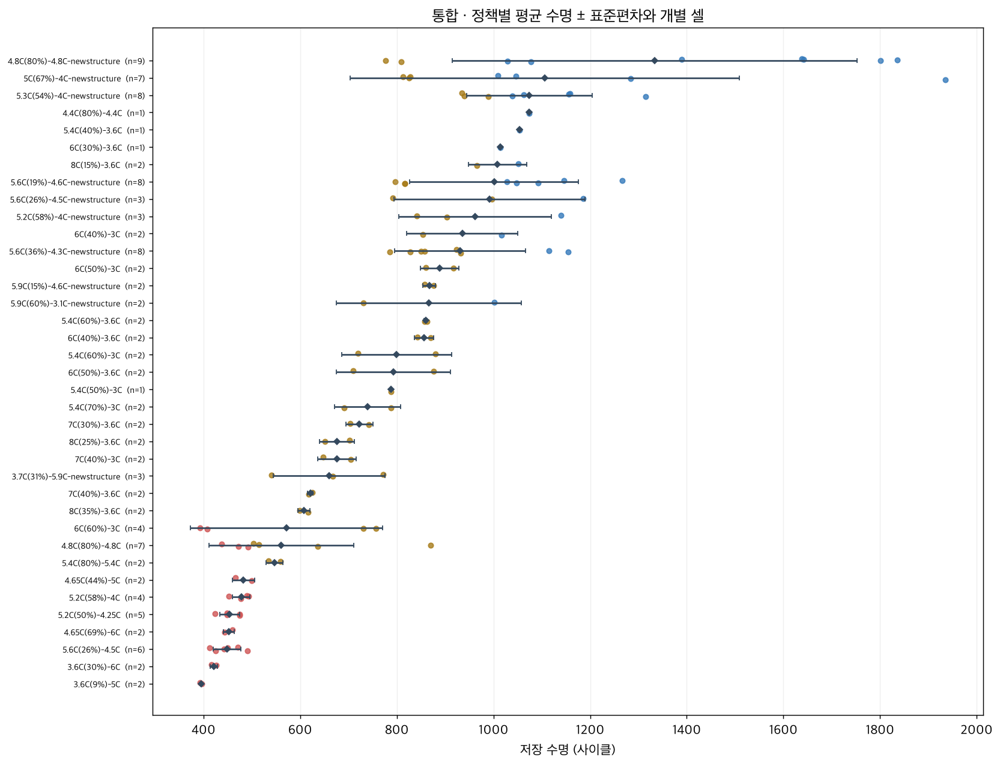 통합 · 정책별 평균 수명 ± 표준편차와 개별 셀
4.8C(80%)-4.8C-newstructure (n=9)
5C(67%)-4C-newstructure (n=7)
5.3C(54%)-4C-newstructure (n=8)
4.4C(80%)-4.4C (n=1)
5.4C(40%)-3.6C (n=1)
6C(30%)-3.6C (n=1)
8C(15%)-3.6C (n=2)
5.6C(19%)-4.6C-newstructure (n=8)
5.6C(26%)-4.5C-newstructure (n=3)
5.2C(58%)-4C-newstructure (n=3)
6C(40%)-3C (n=2)
5.6C(36%)-4.3C-newstructure (n=8)
6C(50%)-3C (n=2)
5.9C(15%)-4.6C-newstructure (n=2)
5.9C(60%)-3.1C-newstructure (n=2)
5.4C(60%)-3.6C (n=2)
6C(40%)-3.6C (n=2)
5.4C(60%)-3C (n=2)
6C(50%)-3.6C (n=2)
5.4C(50%)-3C (n=1)
5.4C(70%)-3C (n=2)
7C(30%)-3.6C (n=2)
8C(25%)-3.6C (n=2)
7C(40%)-3C (n=2)
3.7C(31%)-5.9C-newstructure (n=3)
7C(40%)-3.6C (n=2)
8C(35%)-3.6C (n=2)
6C(60%)-3C (n=4)
4.8C(80%)-4.8C (n=7)
5.4C(80%)-5.4C (n=2)
4.65C(44%)-5C (n=2)
5.2C(58%)-4C (n=4)
5.2C(50%)-4.25C (n=5)
4.65C(69%)-6C (n=2)
5.6C(26%)-4.5C (n=6)
3.6C(30%)-6C (n=2)
3.6C(9%)-5C (n=2)
400 600 800 1000 1200 1400 1600 1800 2000
저장 수명 (사이클)